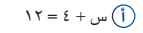 أ س + ٤ = ١٢